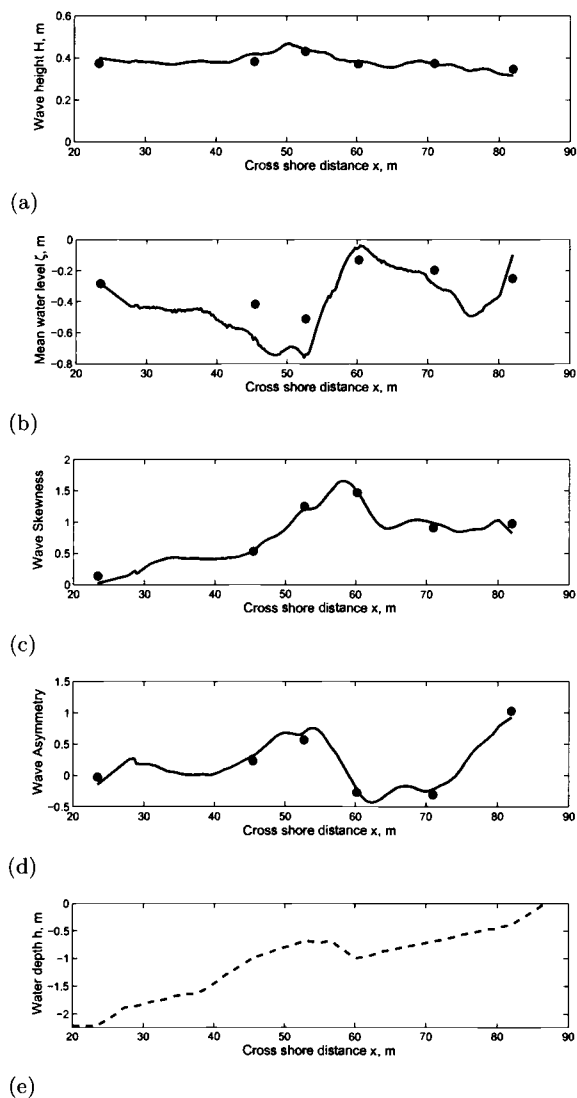 0.6
0.4
0.2
0
Wave height H, m
20 30 40 50 60 70 80 90
Cross shore distance x, m
(a)
0
−0.2
−0.4
−0.6
−0.8
Mean water level ζ, m
20 30 40 50 60 70 80 90
Cross shore distance x, m
(b)
2
1.5
1
0.5
0
Wave Skewness
20 30 40 50 60 70 80 90
Cross shore distance x, m
(c)
1.5
1
0.5
0
−0.5
Wave Asymmetry
20 30 40 50 60 70 80 90
Cross shore distance x, m
(d)
0
−0.5
−1
−1.5
−2
Water depth h, m
20 30 40 50 60 70 80 90
Cross shore distance x, m
(e)